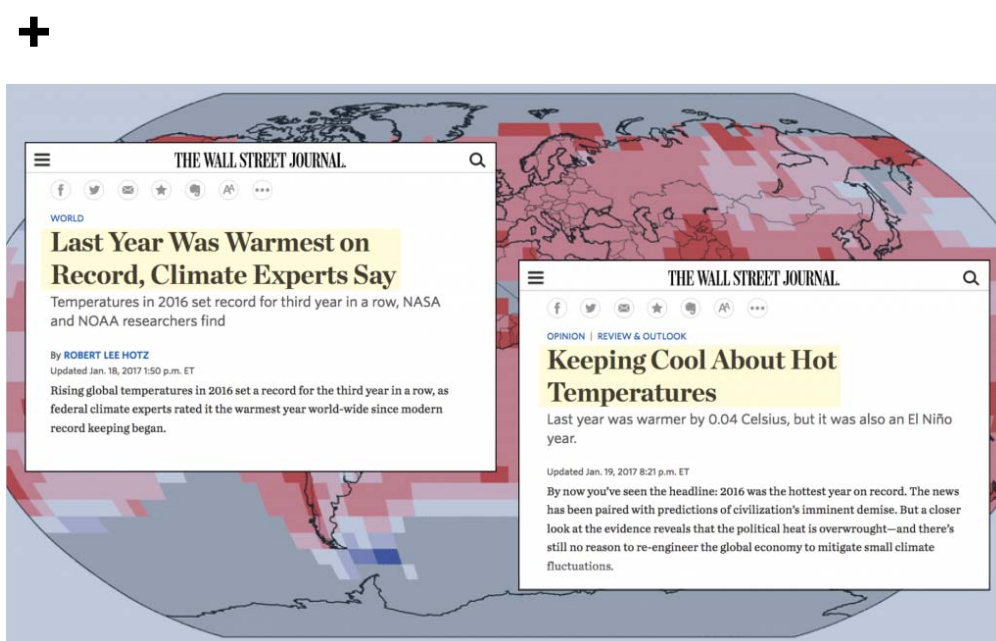 THE WALL STREET JOURNAL.
WORLD
Last Year Was Warmest on
Record, Climate Experts Say
Temperatures in 2016 set record for third year in a row, NASA
and NOAA researchers find
By ROBERT LEE HOTZ
Updated Jan. 18, 2017 1:50 p.m. ET
Rising global temperatures in 2016 set a record for the third year in a row, as
federal climate experts rated it the warmest year world-wide since modern
record keeping began.
THE WALL STREET JOURNAL.
OPINION | REVIEW & OUTLOOK
Keeping Cool About Hot
Temperatures
Last year was warmer by 0.04 Celsius, but it was also an El Niño
year.
Updated Jan. 19, 2017 8:21 p.m. ET
By now you've seen the headline: 2016 was the hottest year on record. The news
has been paired with predictions of civilization's imminent demise. But a closer
look at the evidence reveals that the political heat is overwrought—and there's
still no reason to re-engineer the global economy to mitigate small climate
fluctuations.